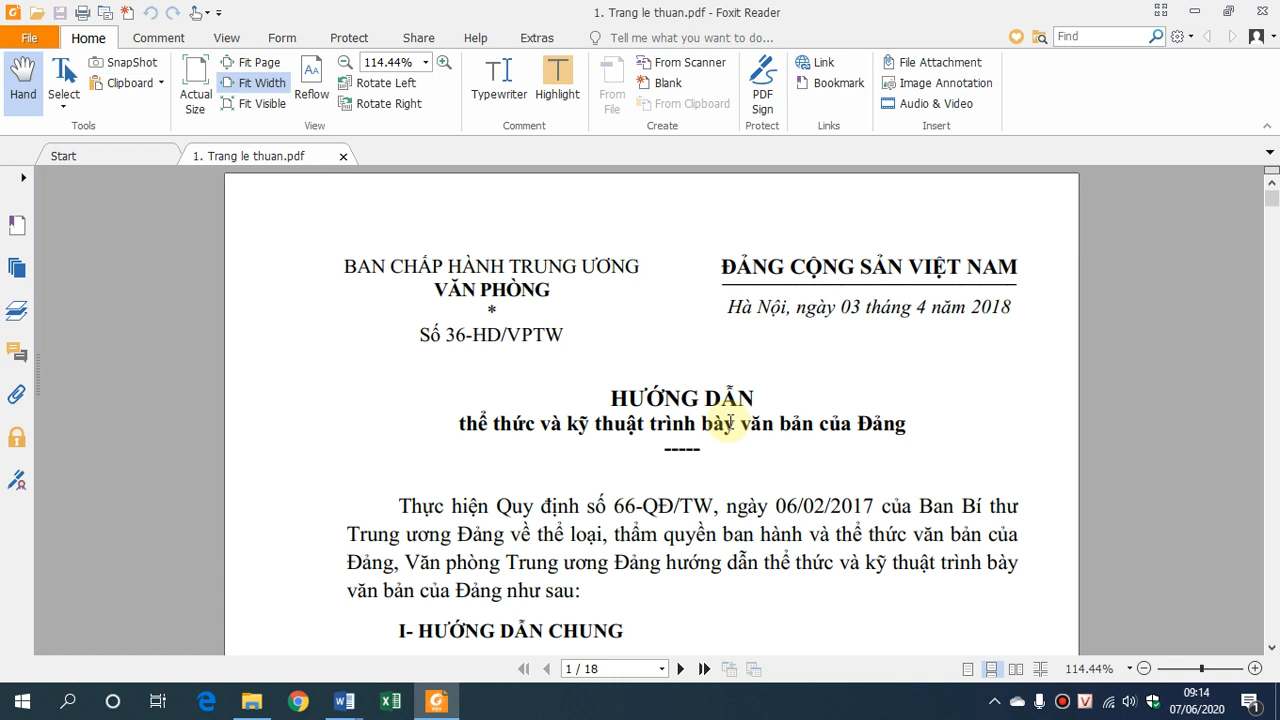 1. Trang le thuan.pdf - Foxit Reader
File Home Comment View Form Protect Share Help Extras Tell me what you want to do... Find
Hand
Select
SnapShot
Clipboard
Tools
Actual Size
Fit Page
Fit Width
Fit Visible
Reflow
114.44%
Rotate Left
Rotate Right
View
Typewriter
Highlight
Comment
From File
From Scanner
Blank
From Clipboard
Create
PDF Sign
Protect
Link
Bookmark
Links
File Attachment
Image Annotation
Audio & Video
Insert
Start 1. Trang le thuan.pdf
BAN CHẤP HÀNH TRUNG ƯƠNG
VĂN PHÒNG
*
Số 36-HD/VPTW
ĐẢNG CỘNG SẢN VIỆT NAM
Hà Nội, ngày 03 tháng 4 năm 2018
HƯỚNG DẪN
thể thức và kỹ thuật trình bày văn bản của Đảng
-----
Thực hiện Quy định số 66-QĐ/TW, ngày 06/02/2017 của Ban Bí thư
Trung ương Đảng về thể loại, thẩm quyền ban hành và thể thức văn bản của
Đảng, Văn phòng Trung ương Đảng hướng dẫn thể thức và kỹ thuật trình bày
văn bản của Đảng như sau:
I- HƯỚNG DẪN CHUNG
1 / 18
114.44%
09:14
07/06/2020